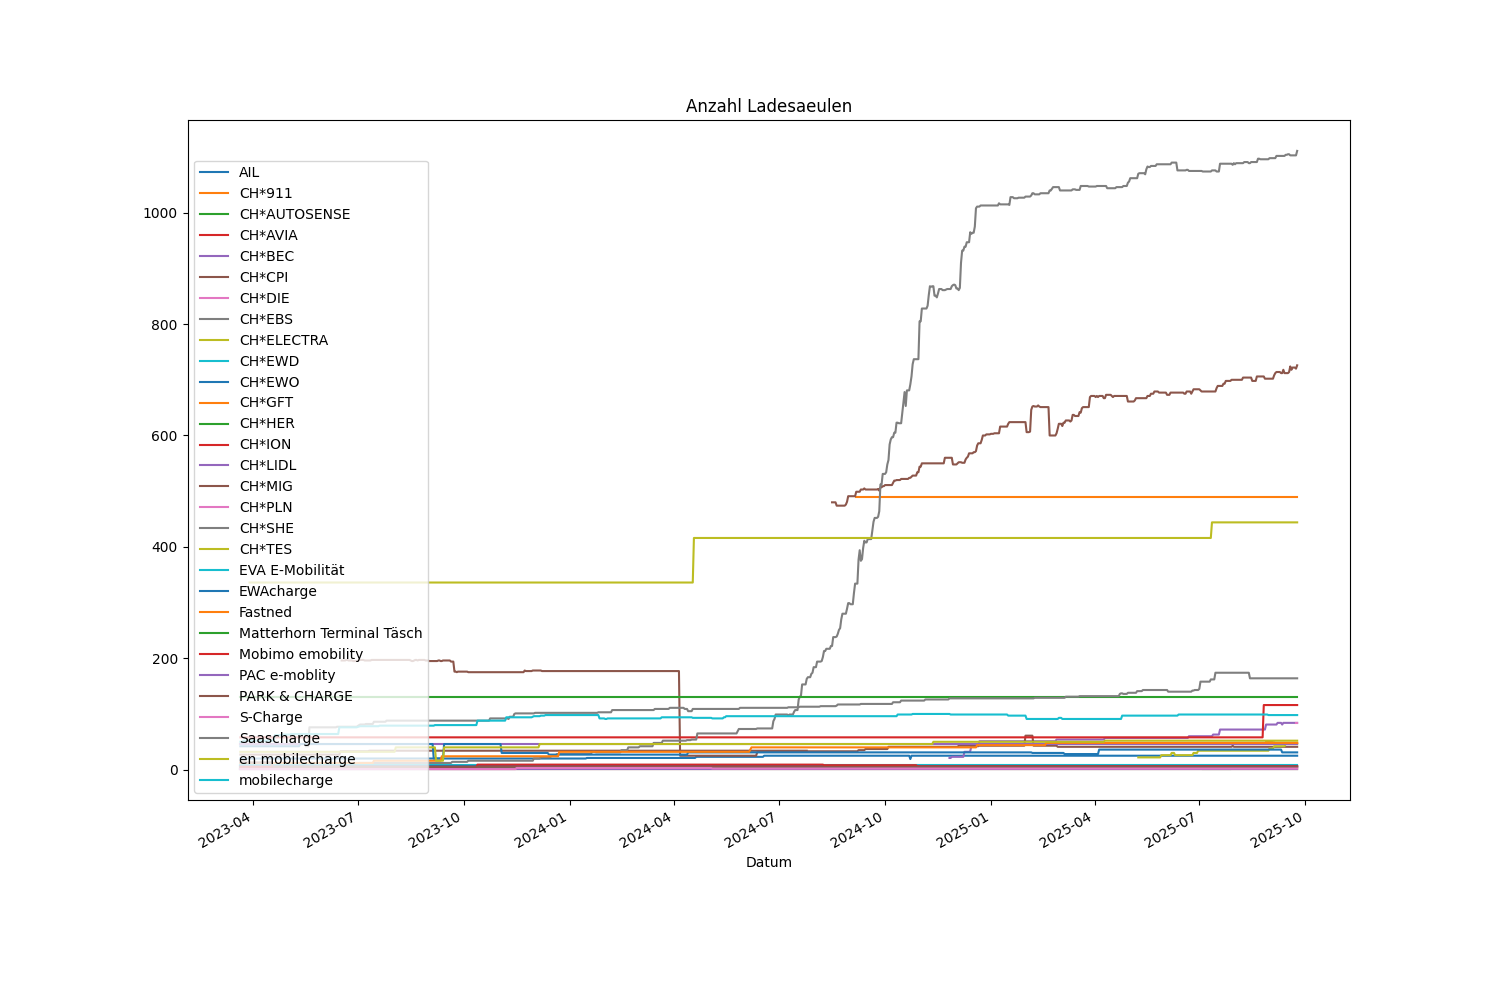 Anzahl Ladesaeulen
1000
800
600
400
200
0
AIL
CH*911
CH*AUTOSENSE
CH*AVIA
CH*BEC
CH*CPI
CH*DIE
CH*EBS
CH*ELECTRA
CH*EWD
CH*EWO
CH*GFT
CH*HER
CH*ION
CH*LIDL
CH*MIG
CH*PLN
CH*SHE
CH*TES
EVA E-Mobilität
EWAcharge
Fastned
Matterhorn Terminal Täsch
Mobimo emobility
PAC e-moblity
PARK & CHARGE
S-Charge
Saascharge
en mobilecharge
mobilecharge
2023-04
2023-07
2023-10
2024-01
2024-04
2024-07
2024-10
2025-01
2025-04
2025-07
2025-10
Datum